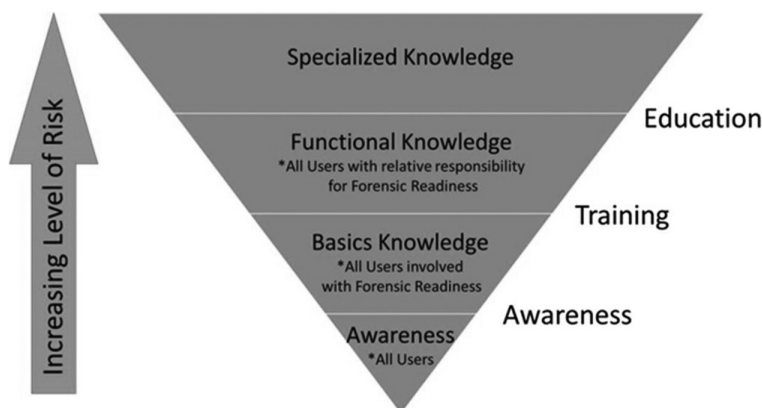 Increasing Level of Risk
Specialized Knowledge
Education
Functional Knowledge
*All Users with relative responsibility
for Forensic Readiness
Training
Basics Knowledge
*All Users involved
with Forensic Readiness
Awareness
Awareness
*All Users